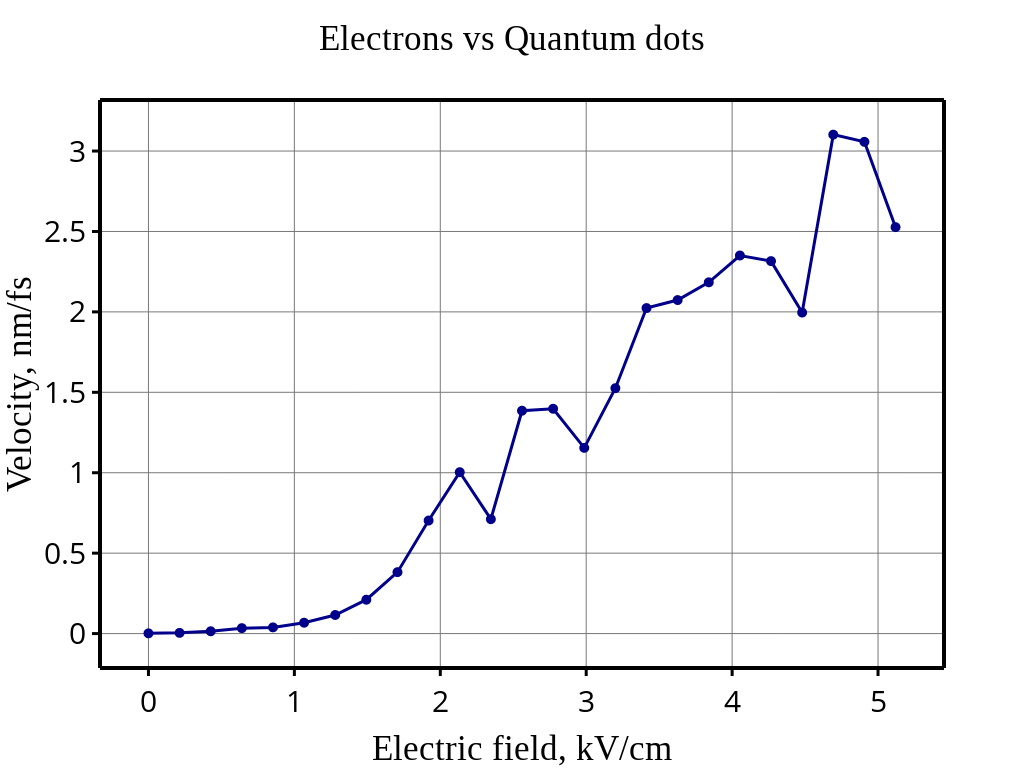 Electrons vs Quantum dots
Velocity, nm/fs
3
2.5
2
1.5
1
0.5
0
0 1 2 3 4 5
Electric field, kV/cm